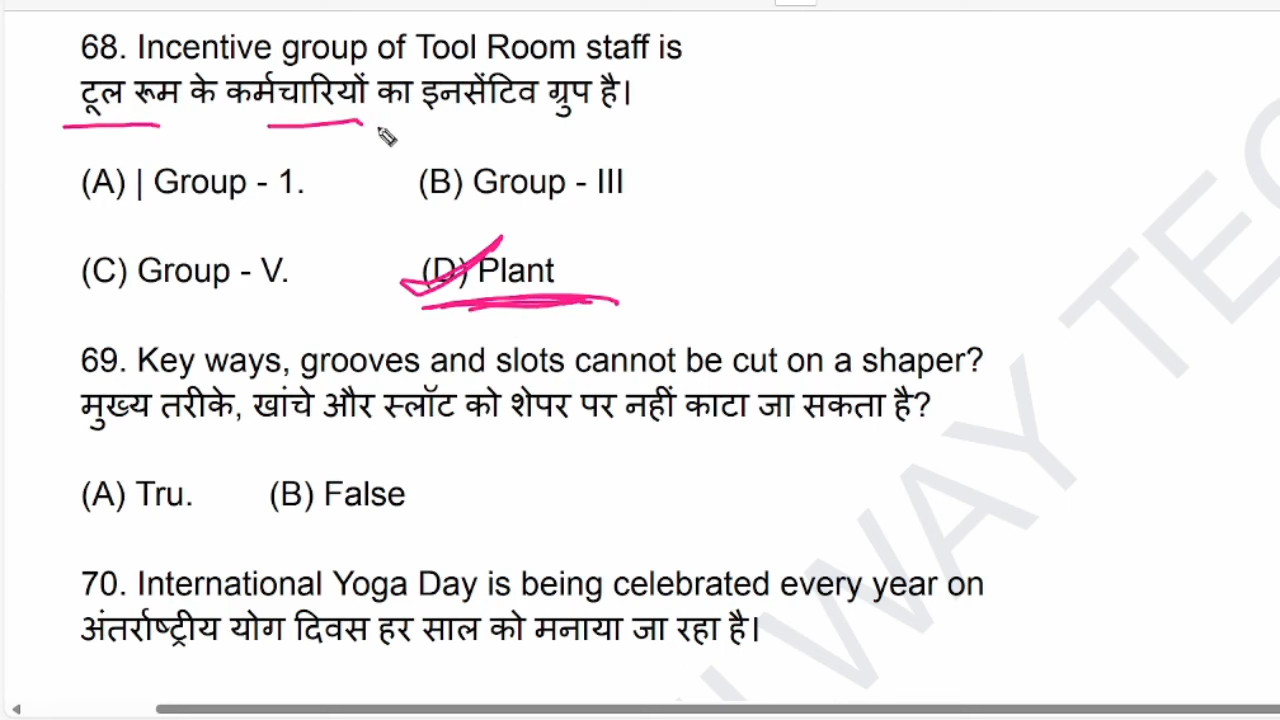 68. Incentive group of Tool Room staff is
टूल रूम के कर्मचारियों का इनसेंटिव ग्रुप है।
(A) | Group - 1. (B) Group - III
(C) Group - V. (D) Plant
69. Key ways, grooves and slots cannot be cut on a shaper?
मुख्य तरीके, खांचे और स्लॉट को शेपर पर नहीं काटा जा सकता है?
(A) Tru. (B) False
70. International Yoga Day is being celebrated every year on
अंतर्राष्ट्रीय योग दिवस हर साल को मनाया जा रहा है।
WAY